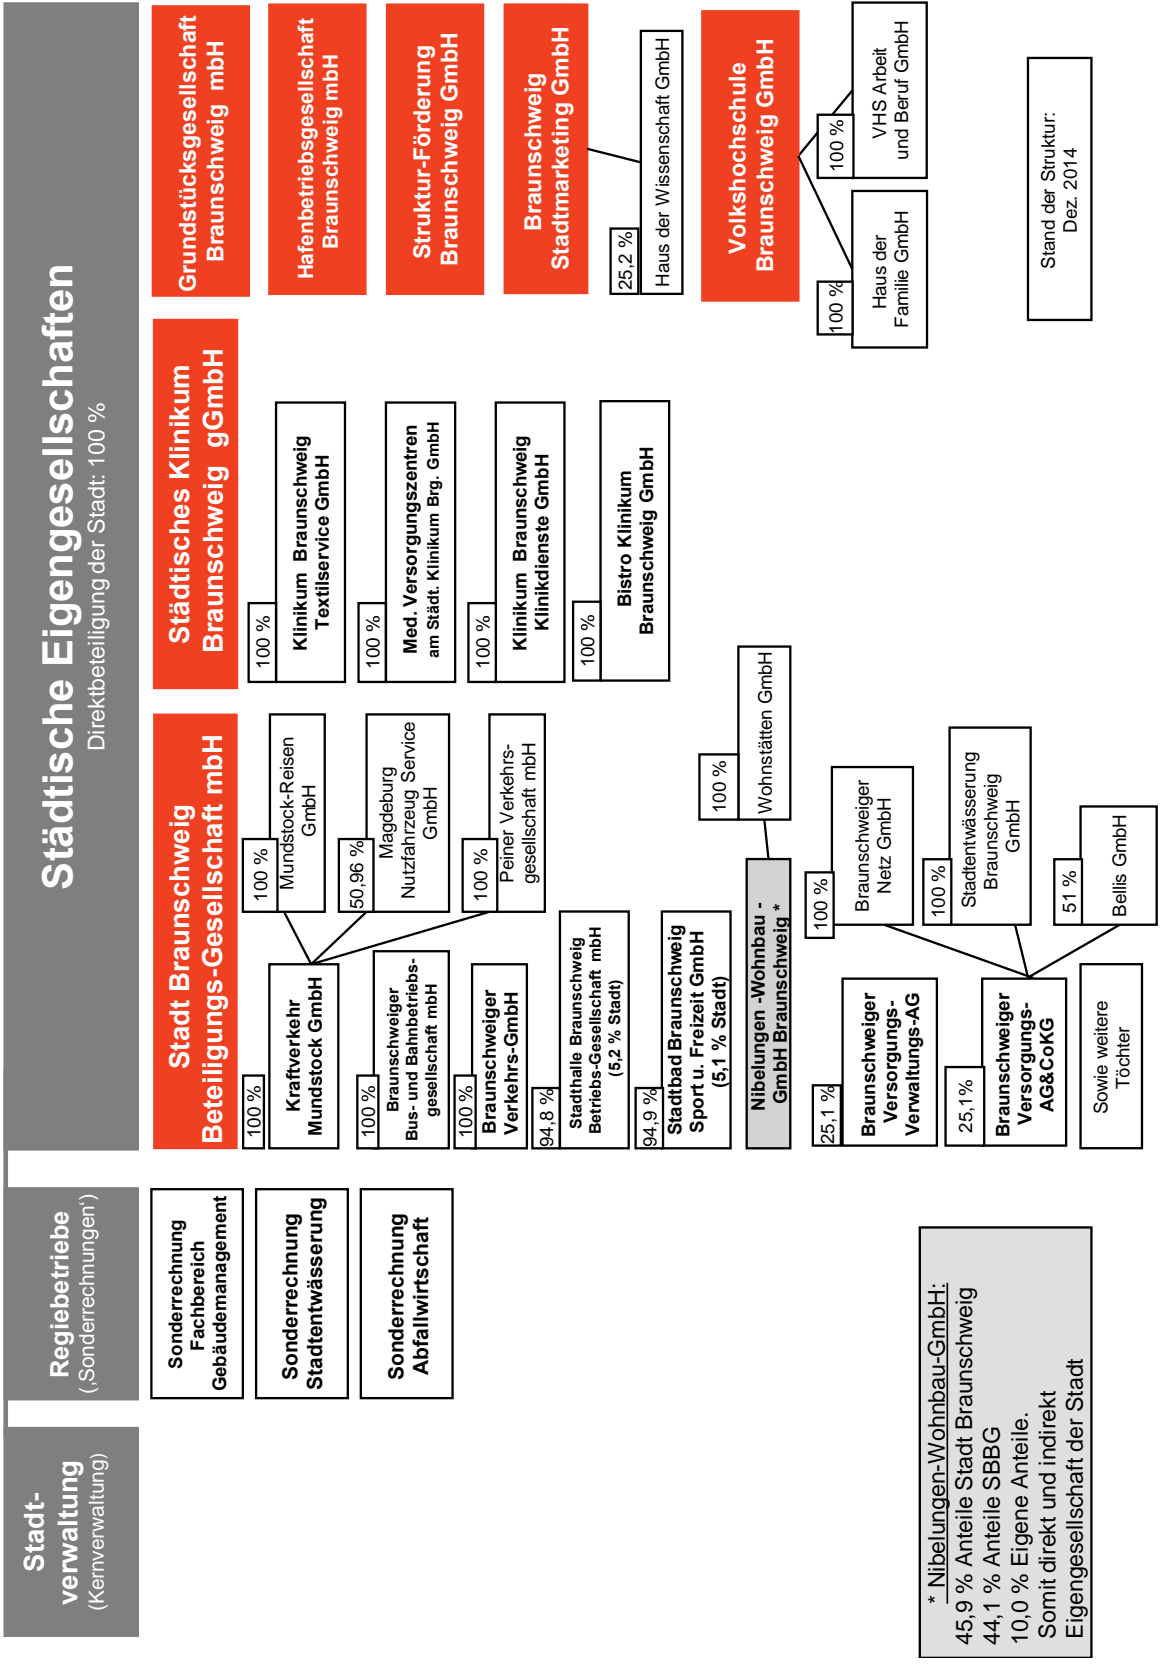 Stadt-
verwaltung
(Kernverwaltung)
Regiebetriebe
(‚Sonderrechnungen‘)
Städtische Eigengesellschaften
Direktbeteiligung der Stadt: 100 %
Sonderrechnung
Fachbereich
Gebäudemanagement
Sonderrechnung
Stadtentwässerung
Sonderrechnung
Abfallwirtschaft
Stadt Braunschweig
Beteiligungs-Gesellschaft mbH
100 %
Kraftverkehr
Mundstock GmbH
100 %
Mundstock-Reisen
GmbH
50,96 %
Magdeburg
Nutzfahrzeug Service
GmbH
100 %
Peiner Verkehrs-
gesellschaft mbH
100 %
Braunschweiger
Bus- und Bahnbetriebs-
gesellschaft mbH
100 %
Braunschweiger
Verkehrs-GmbH
94,8 %
Stadthalle Braunschweig
Betriebs-Gesellschaft mbH
(5,2 % Stadt)
94,9 %
Stadtbad Braunschweig
Sport u. Freizeit GmbH
(5,1 % Stadt)
Nibelungen -Wohnbau -
GmbH Braunschweig *
100 %
Wohnstätten GmbH
25,1 %
Braunschweiger
Versorgungs-
Verwaltungs-AG
25,1%
Braunschweiger
Versorgungs-
AG&CoKG
100 %
Braunschweiger
Netz GmbH
100 %
Stadtentwässerung
Braunschweig
GmbH
51 %
Bellis GmbH
Sowie weitere
Töchter
Städtisches Klinikum
Braunschweig gGmbH
100 %
Klinikum Braunschweig
Textilservice GmbH
100 %
Med. Versorgungszentren
am Städt. Klinikum Brg. GmbH
100 %
Klinikum Braunschweig
Klinikdienste GmbH
100 %
Bistro Klinikum
Braunschweig GmbH
Grundstücksgesellschaft
Braunschweig mbH
Hafenbetriebsgesellschaft
Braunschweig mbH
Struktur-Förderung
Braunschweig GmbH
Braunschweig
Stadtmarketing GmbH
25,2 %
Haus der Wissenschaft GmbH
Volkshochschule
Braunschweig GmbH
100 %
Haus der
Familie GmbH
100 %
VHS Arbeit
und Beruf GmbH
* Nibelungen-Wohnbau-GmbH:
45,9 % Anteile Stadt Braunschweig
44,1 % Anteile SBBG
10,0 % Eigene Anteile.
Somit direkt und indirekt
Eigengesellschaft der Stadt
Stand der Struktur:
Dez. 2014